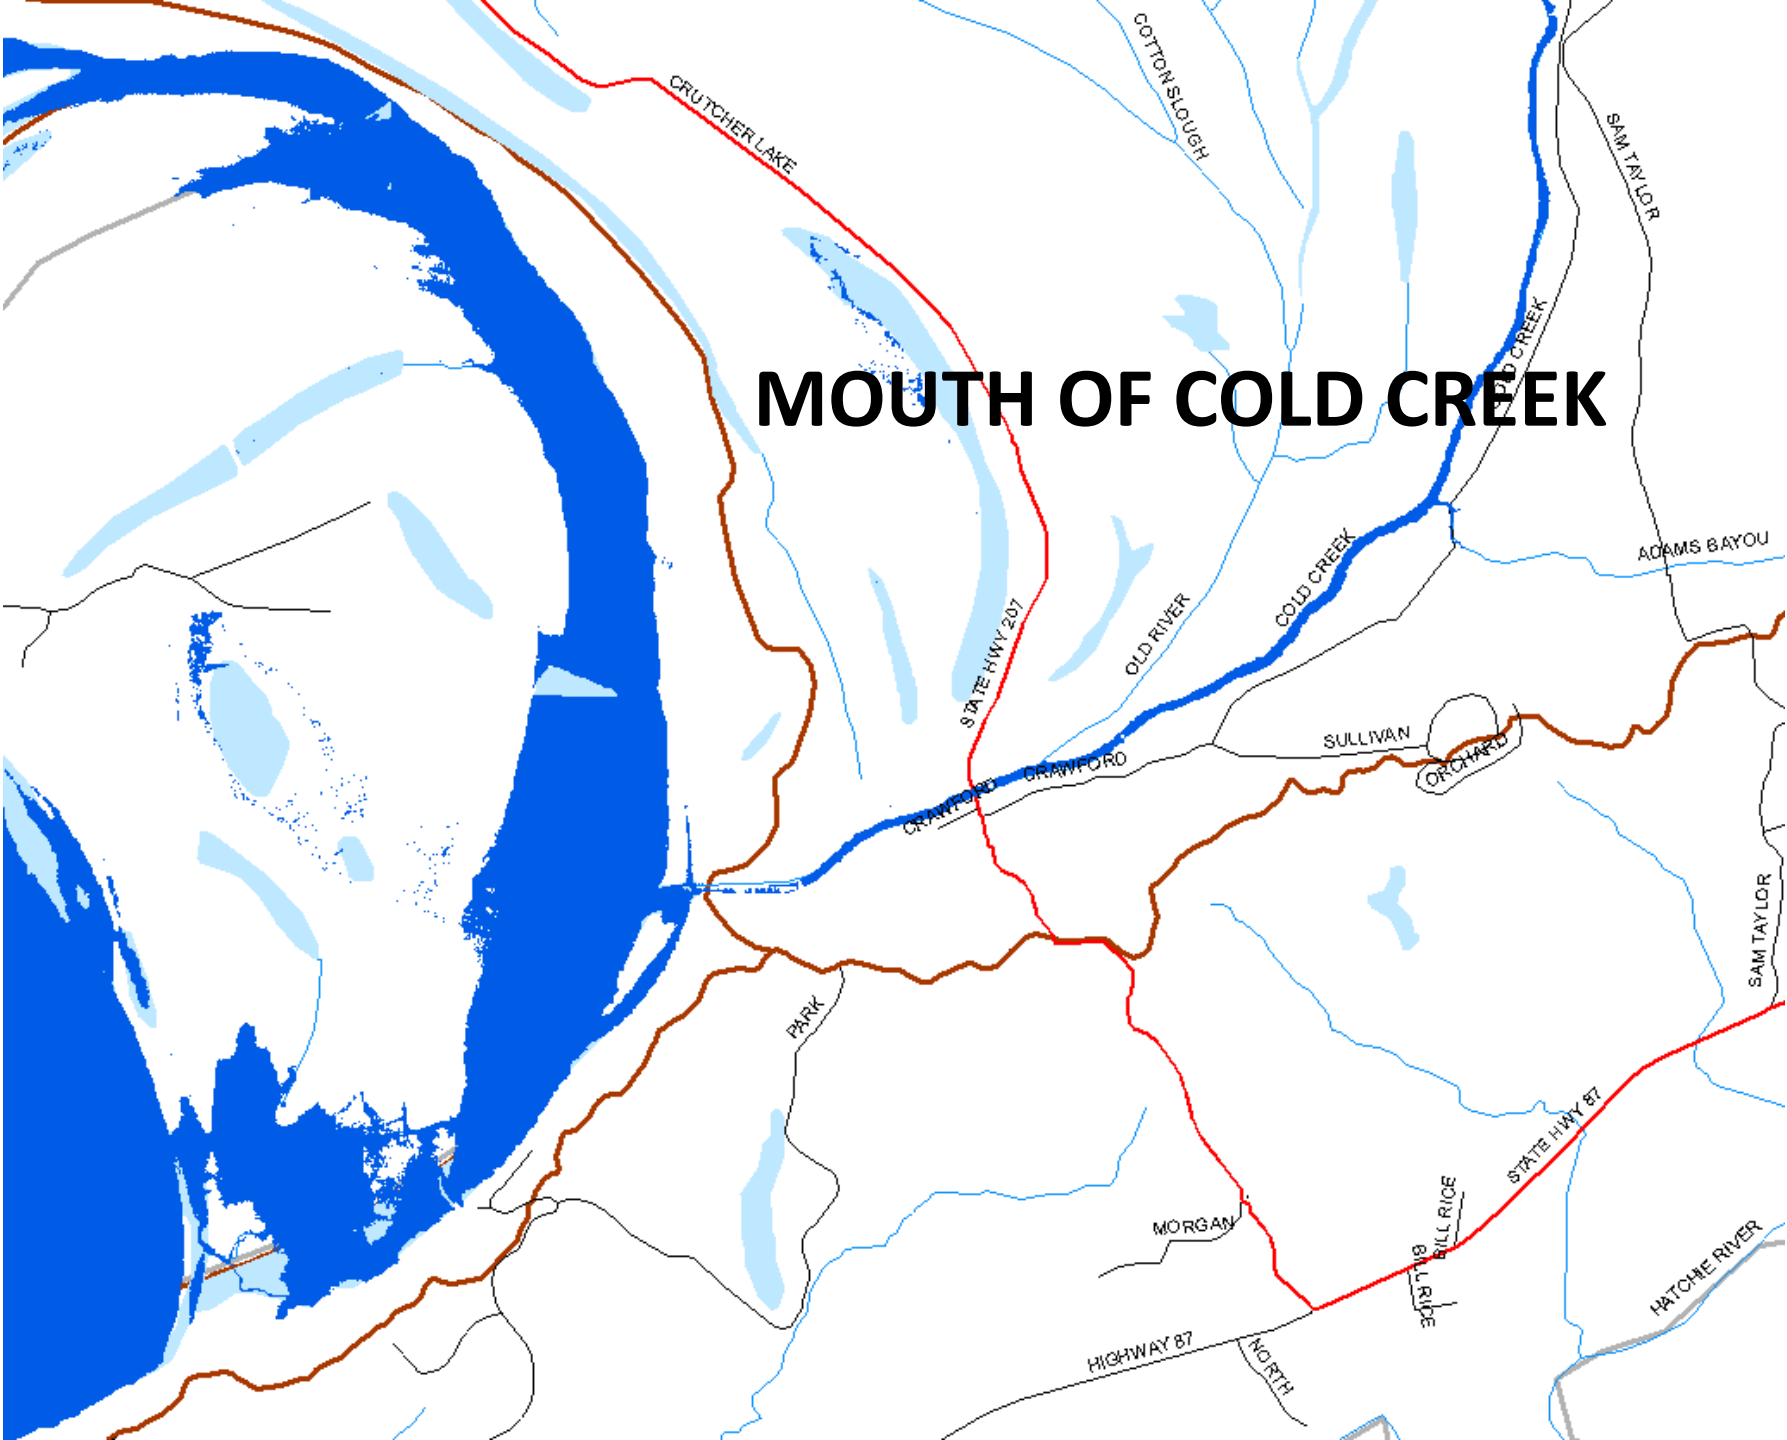 COTTON SLOUGH
CRUTCHER LAKE
SAM TAYLOR
COLD CREEK
MOUTH OF COLD CREEK
ADAMS BAYOU
COLD CREEK
OLD RIVER
STATE HWY 207
SULLIVAN
ORCHARD
CRAWFORD
CRAWFORD
SAM TAYLOR
PARK
STATE HWY 87
BILL RICE
MORGAN
BILL RICE
HATCHIE RIVER
HIGHWAY 87
NORTH